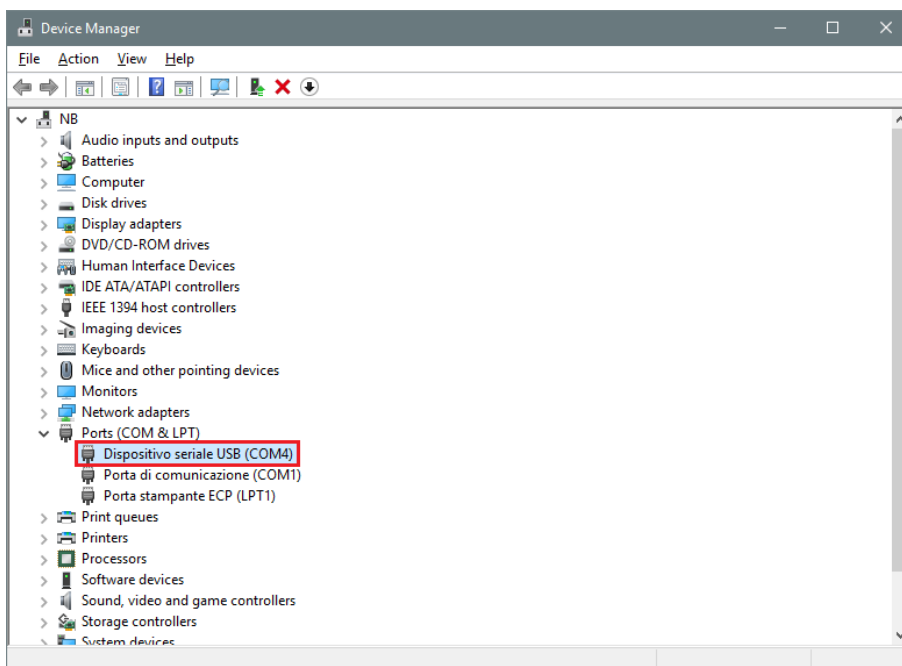 Device Manager
File Action View Help
NB
Audio inputs and outputs
Batteries
Computer
Disk drives
Display adapters
DVD/CD-ROM drives
Human Interface Devices
IDE ATA/ATAPI controllers
IEEE 1394 host controllers
Imaging devices
Keyboards
Mice and other pointing devices
Monitors
Network adapters
Ports (COM & LPT)
Dispositivo seriale USB (COM4)
Porta di comunicazione (COM1)
Porta stampante ECP (LPT1)
Print queues
Printers
Processors
Software devices
Sound, video and game controllers
Storage controllers
System devices